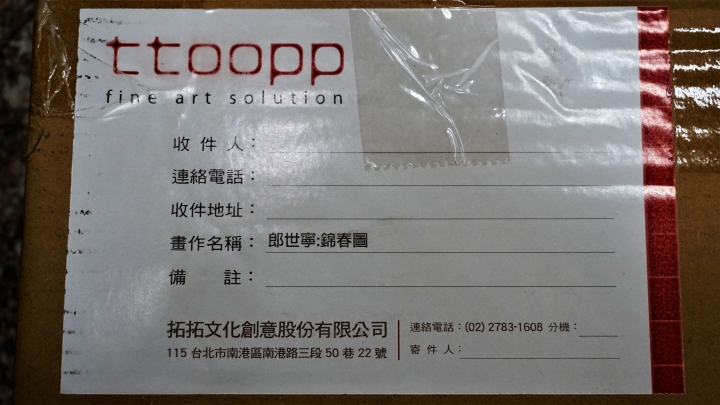 ttoopp
fine art solution
收件人：
連絡電話：
收件地址：
畫作名稱：郎世寧:錦春圖
備註：
拓拓文化創意股份有限公司
115 台北市南港區南港路三段 50 巷 22 號
連絡電話：(02) 2783-1608 分機：
寄件人：